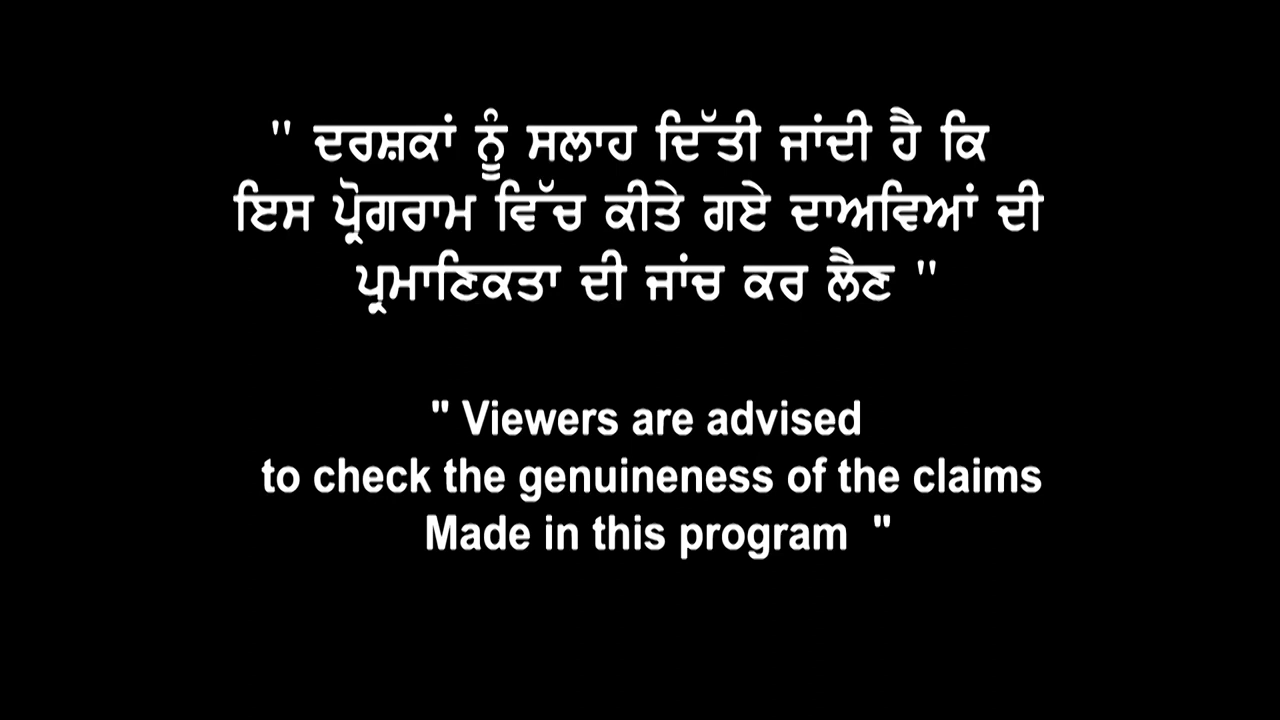 " ਦਰਸ਼ਕਾਂ ਨੂੰ ਸਲਾਹ ਦਿੱਤੀ ਜਾਂਦੀ ਹੈ ਕਿ
ਇਸ ਪ੍ਰੋਗਰਾਮ ਵਿੱਚ ਕੀਤੇ ਗਏ ਦਾਅਵਿਆਂ ਦੀ
ਪ੍ਰਮਾਣਿਕਤਾ ਦੀ ਜਾਂਚ ਕਰ ਲੈਣ "
" Viewers are advised
to check the genuineness of the claims
Made in this program "